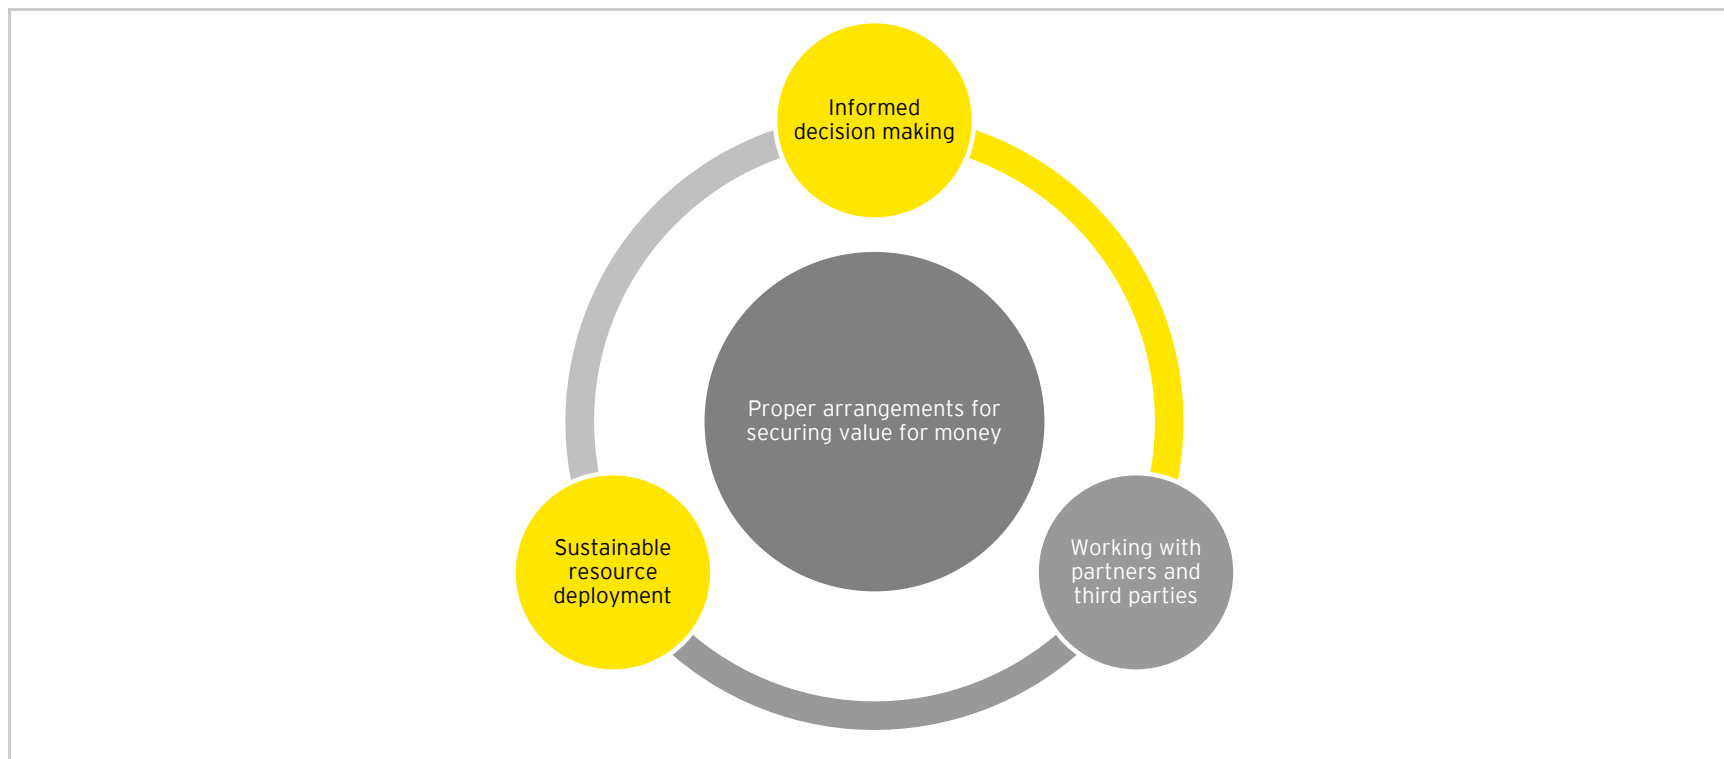 Informed
decision making
Proper arrangements for
securing value for money
Sustainable
resource
deployment
Working with
partners and
third parties